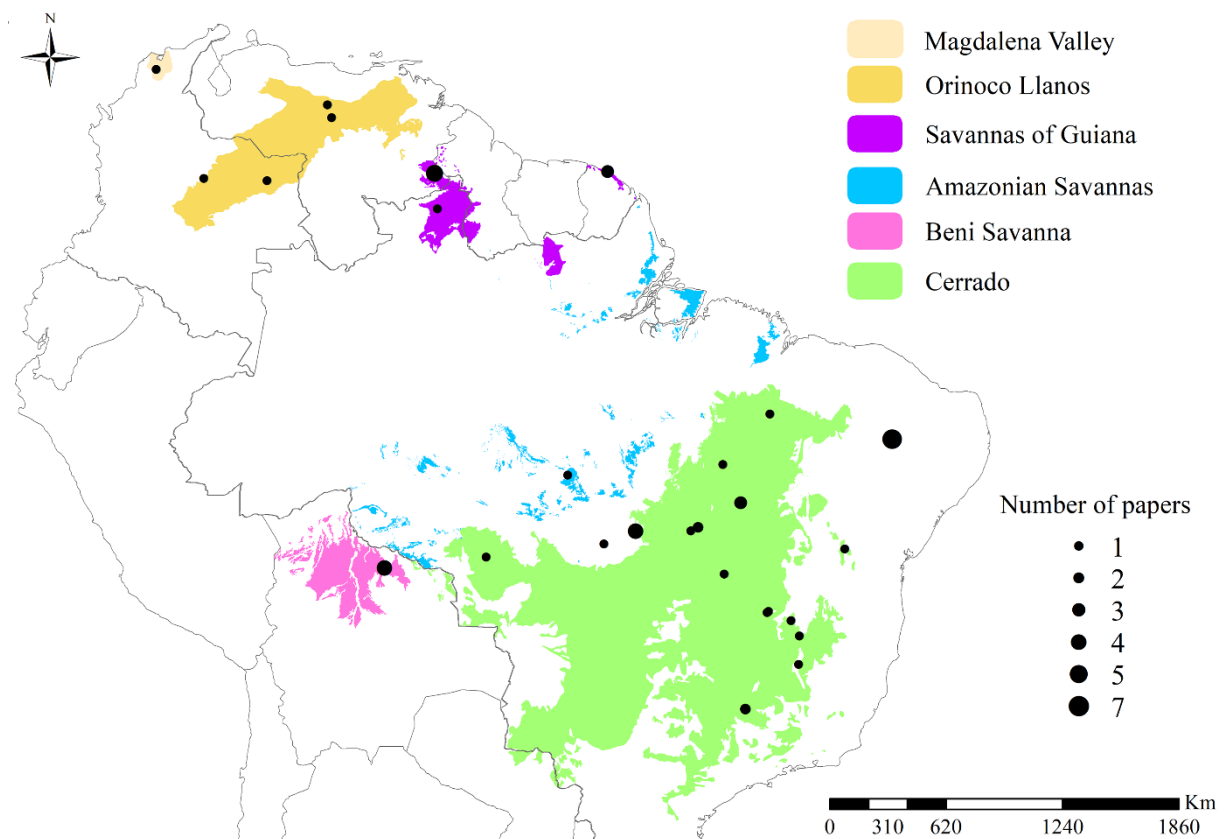 N
Magdalena Valley
Orinoco Llanos
Savannas of Guiana
Amazonian Savannas
Beni Savanna
Cerrado
Number of papers
1
2
3
4
5
7
Km
0 310 620 1240 1860